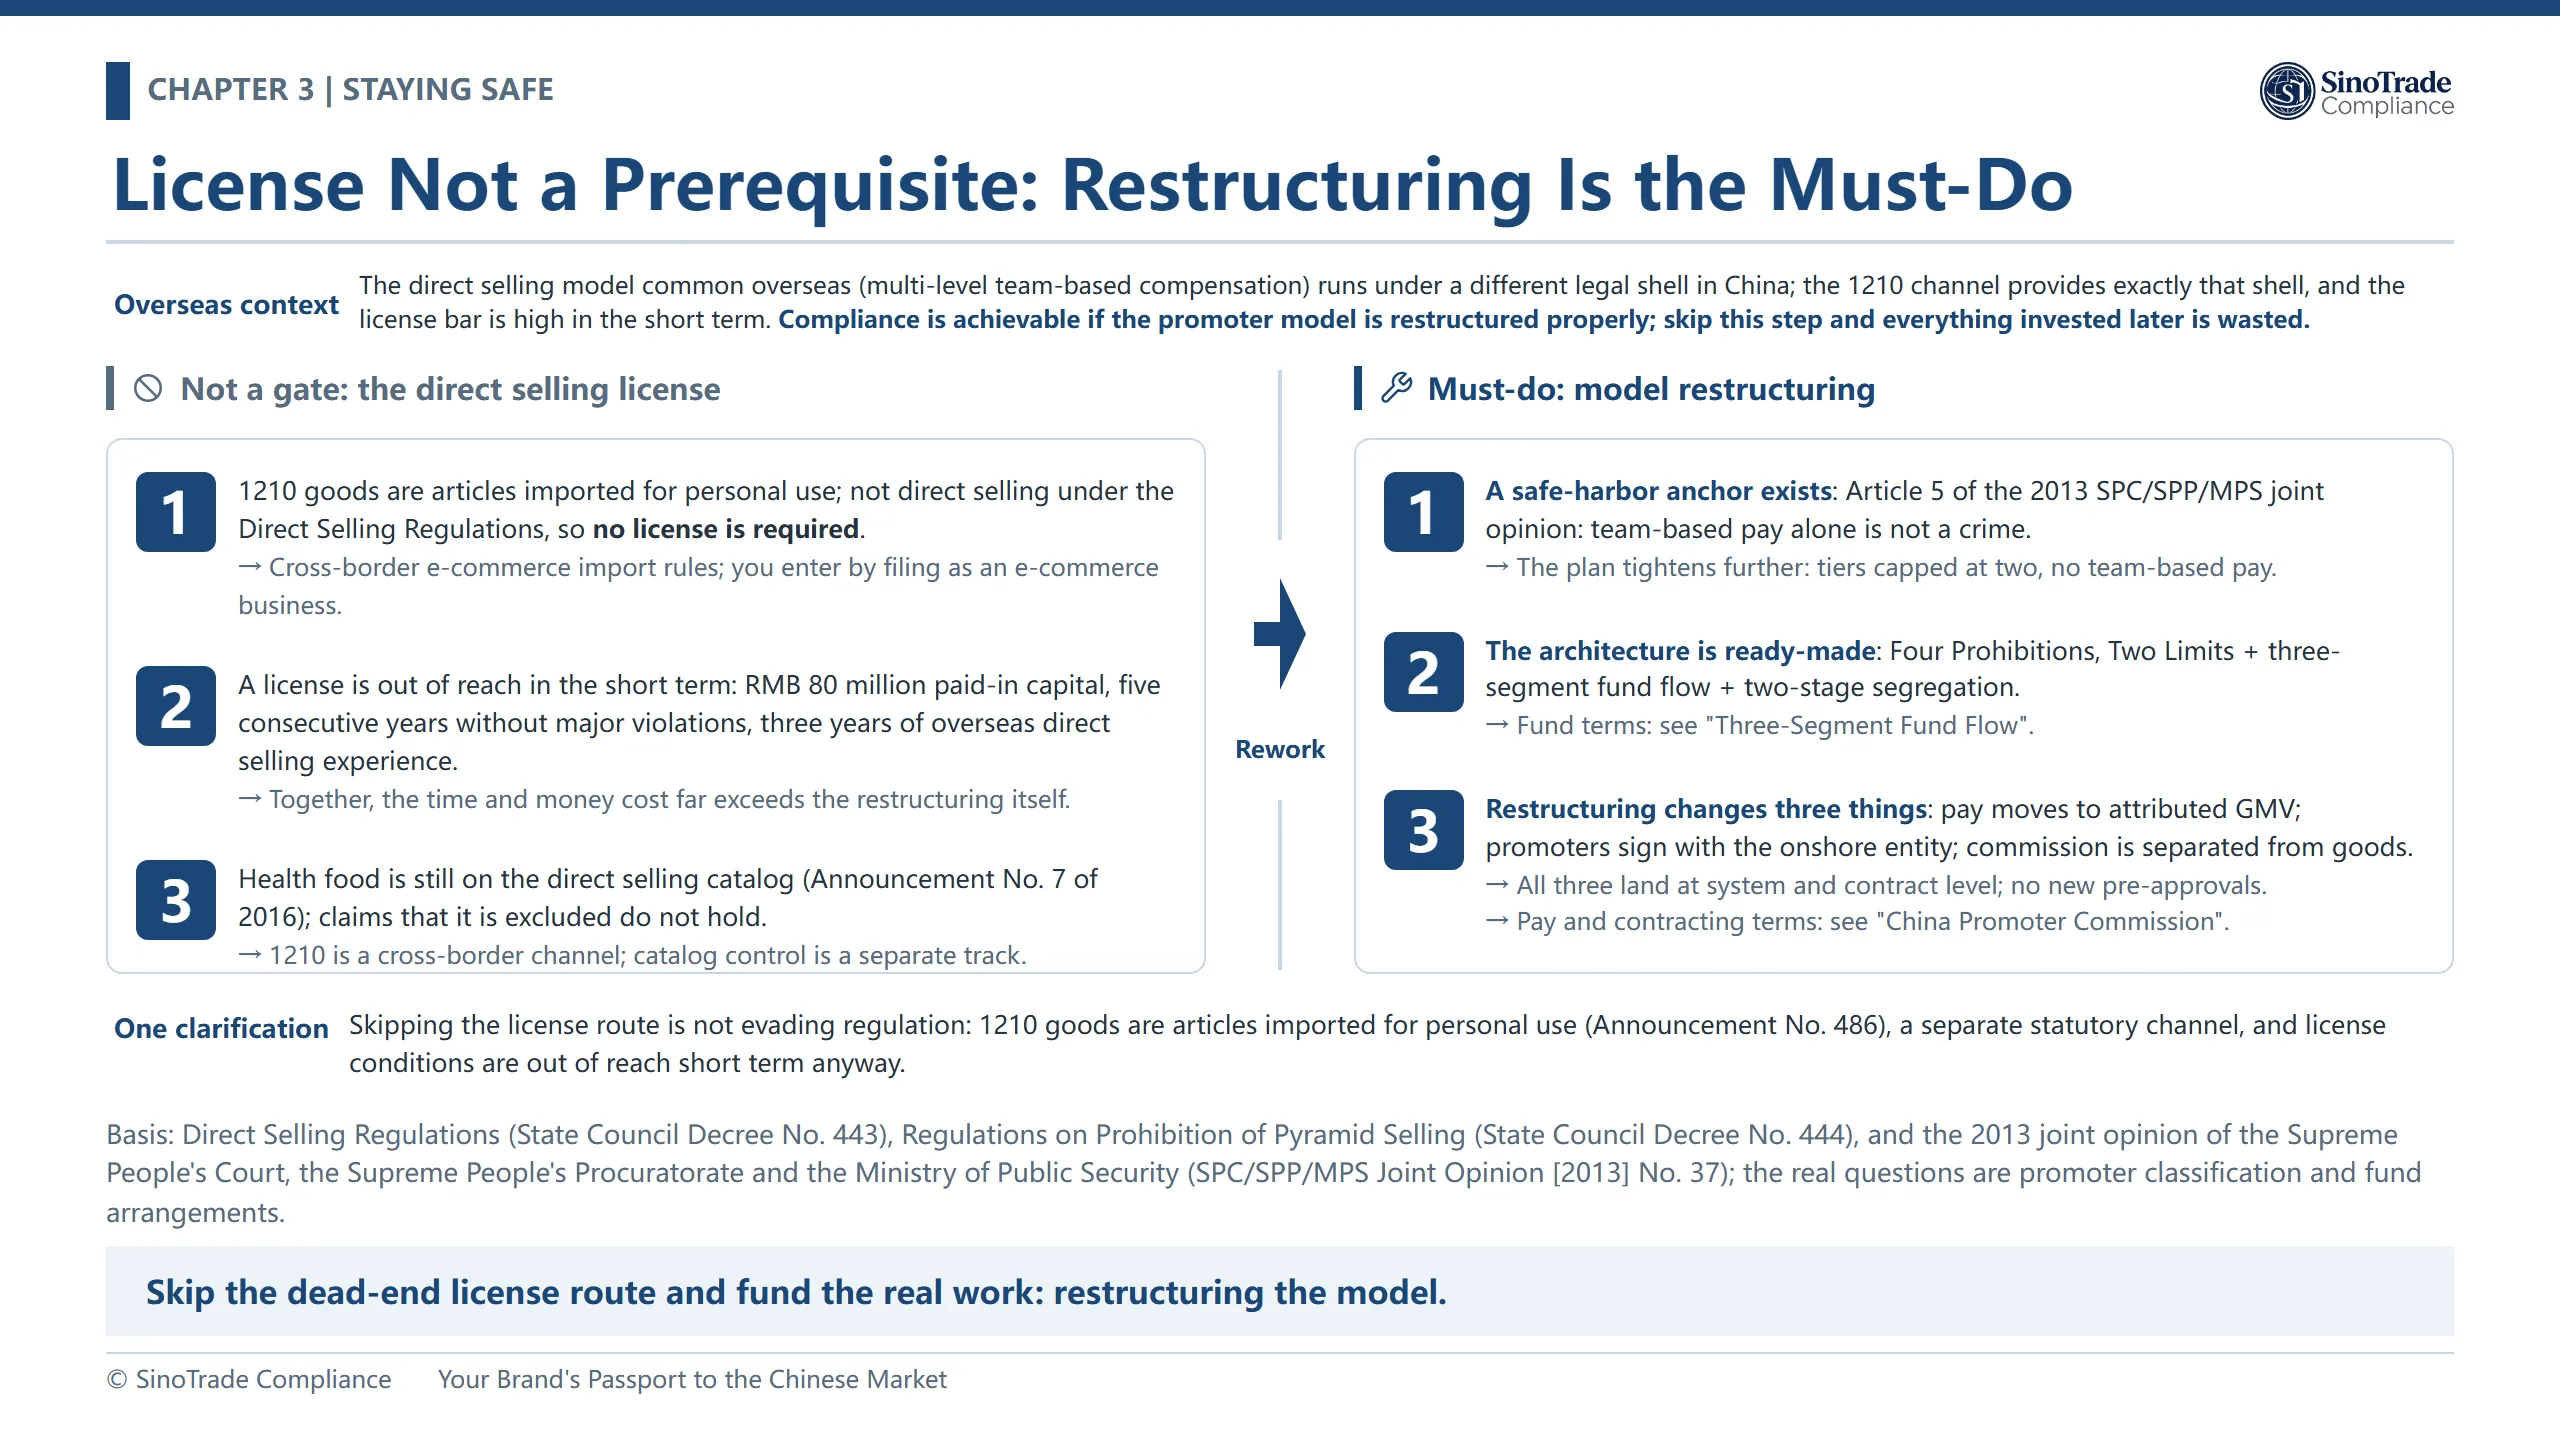 CHAPTER 3 | STAYING SAFE
SinoTrade
Compliance
License Not a Prerequisite: Restructuring Is the Must-Do
Overseas context
The direct selling model common overseas (multi-level team-based compensation) runs under a different legal shell in China; the 1210 channel provides exactly that shell, and the
license bar is high in the short term. Compliance is achievable if the promoter model is restructured properly; skip this step and everything invested later is wasted.
Not a gate: the direct selling license
1
1210 goods are articles imported for personal use; not direct selling under the
Direct Selling Regulations, so no license is required.
→ Cross-border e-commerce import rules; you enter by filing as an e-commerce
business.
2
A license is out of reach in the short term: RMB 80 million paid-in capital, five
consecutive years without major violations, three years of overseas direct
selling experience.
→ Together, the time and money cost far exceeds the restructuring itself.
3
Health food is still on the direct selling catalog (Announcement No. 7 of
2016); claims that it is excluded do not hold.
→ 1210 is a cross-border channel; catalog control is a separate track.
Rework
Must-do: model restructuring
1
A safe-harbor anchor exists: Article 5 of the 2013 SPC/SPP/MPS joint
opinion: team-based pay alone is not a crime.
→ The plan tightens further: tiers capped at two, no team-based pay.
2
The architecture is ready-made: Four Prohibitions, Two Limits + three-
segment fund flow + two-stage segregation.
→ Fund terms: see "Three-Segment Fund Flow".
3
Restructuring changes three things: pay moves to attributed GMV;
promoters sign with the onshore entity; commission is separated from goods.
→ All three land at system and contract level; no new pre-approvals.
→ Pay and contracting terms: see "China Promoter Commission".
One clarification
Skipping the license route is not evading regulation: 1210 goods are articles imported for personal use (Announcement No. 486), a separate statutory channel, and license
conditions are out of reach short term anyway.
Basis: Direct Selling Regulations (State Council Decree No. 443), Regulations on Prohibition of Pyramid Selling (State Council Decree No. 444), and the 2013 joint opinion of the Supreme
People's Court, the Supreme People's Procuratorate and the Ministry of Public Security (SPC/SPP/MPS Joint Opinion [2013] No. 37); the real questions are promoter classification and fund
arrangements.
Skip the dead-end license route and fund the real work: restructuring the model.
© SinoTrade Compliance Your Brand's Passport to the Chinese Market